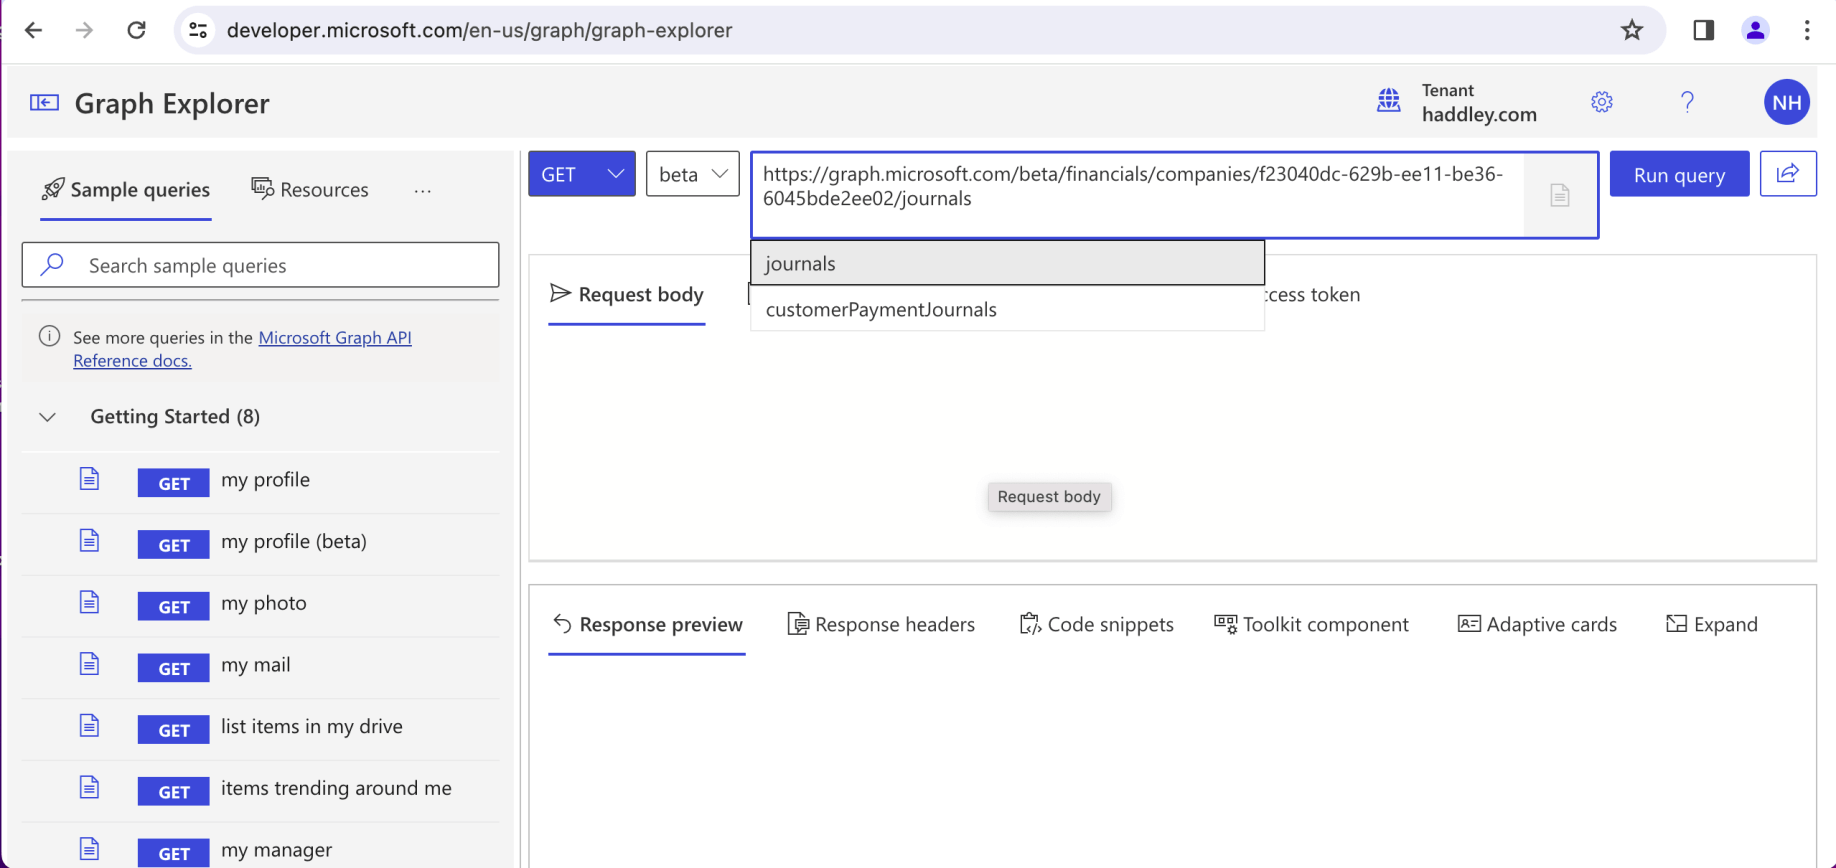 developer.microsoft.com/en-us/graph/graph-explorer
Graph Explorer
Tenant
haddley.com
?
NH
Sample queries
Resources
...
Search sample queries
See more queries in the Microsoft Graph API
Reference docs.
Getting Started (8)
GET my profile
GET my profile (beta)
GET my photo
GET my mail
GET list items in my drive
GET items trending around me
GET my manager
GET
beta
https://graph.microsoft.com/beta/financials/companies/f23040dc-629b-ee11-be36-
6045bde2ee02/journals
Run query
journals
customerPaymentJournals
Request body
ccess token
Request body
Response preview
Response headers
Code snippets
Toolkit component
Adaptive cards
Expand